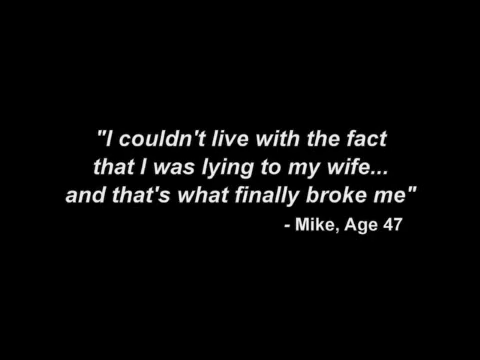 "I couldn't live with the fact
that I was lying to my wife...
and that's what finally broke me"
- Mike, Age 47